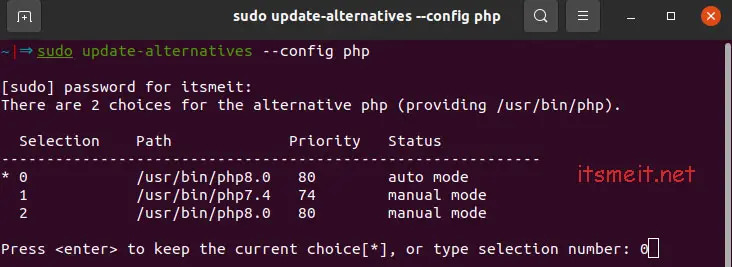 sudo update-alternatives --config php
~|⇒sudo update-alternatives --config php
[sudo] password for itsmeit:
There are 2 choices for the alternative php (providing /usr/bin/php).
Selection Path Priority Status
------------------------------------------------------------
* 0 /usr/bin/php8.0 80 auto mode
1 /usr/bin/php7.4 74 manual mode
2 /usr/bin/php8.0 80 manual mode
itsmeit.net
Press <enter> to keep the current choice[*], or type selection number: 0